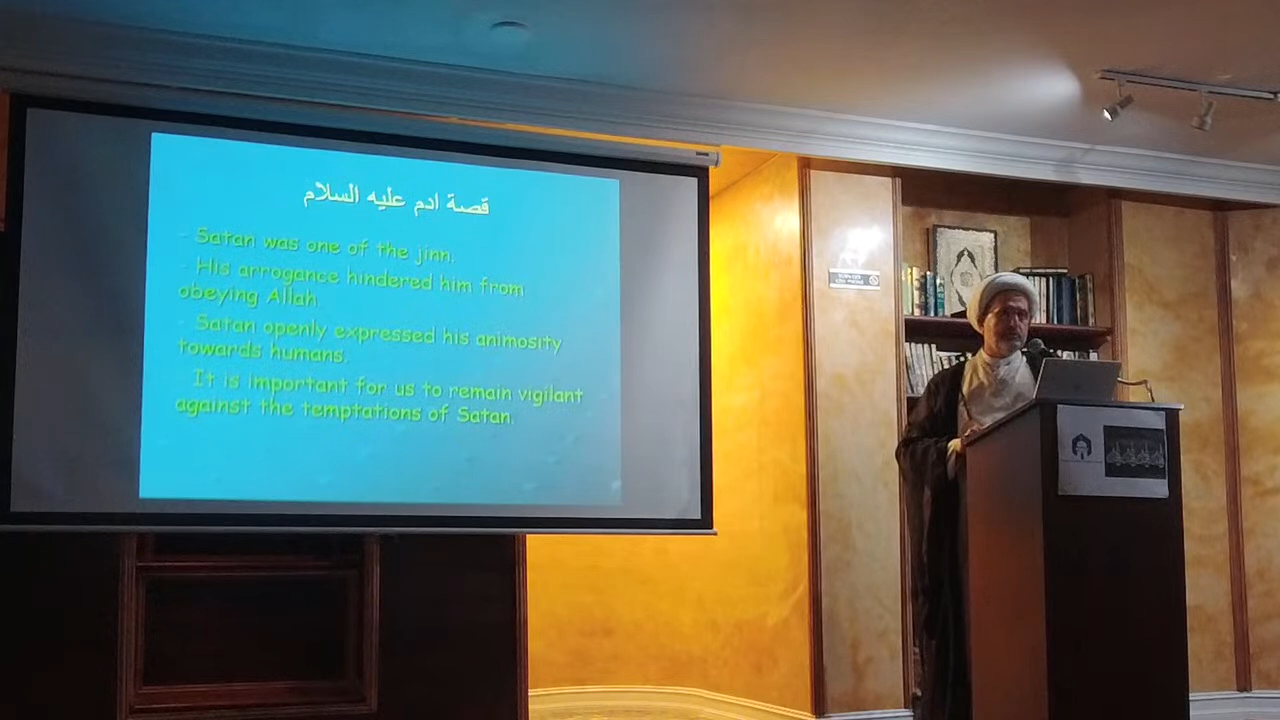 قصة ادم عليه السلام
- Satan was one of the jinn.
- His arrogance hindered him from
obeying Allah.
- Satan openly expressed his animosity
towards humans.
- It is important for us to remain vigilant
against the temptations of Satan.